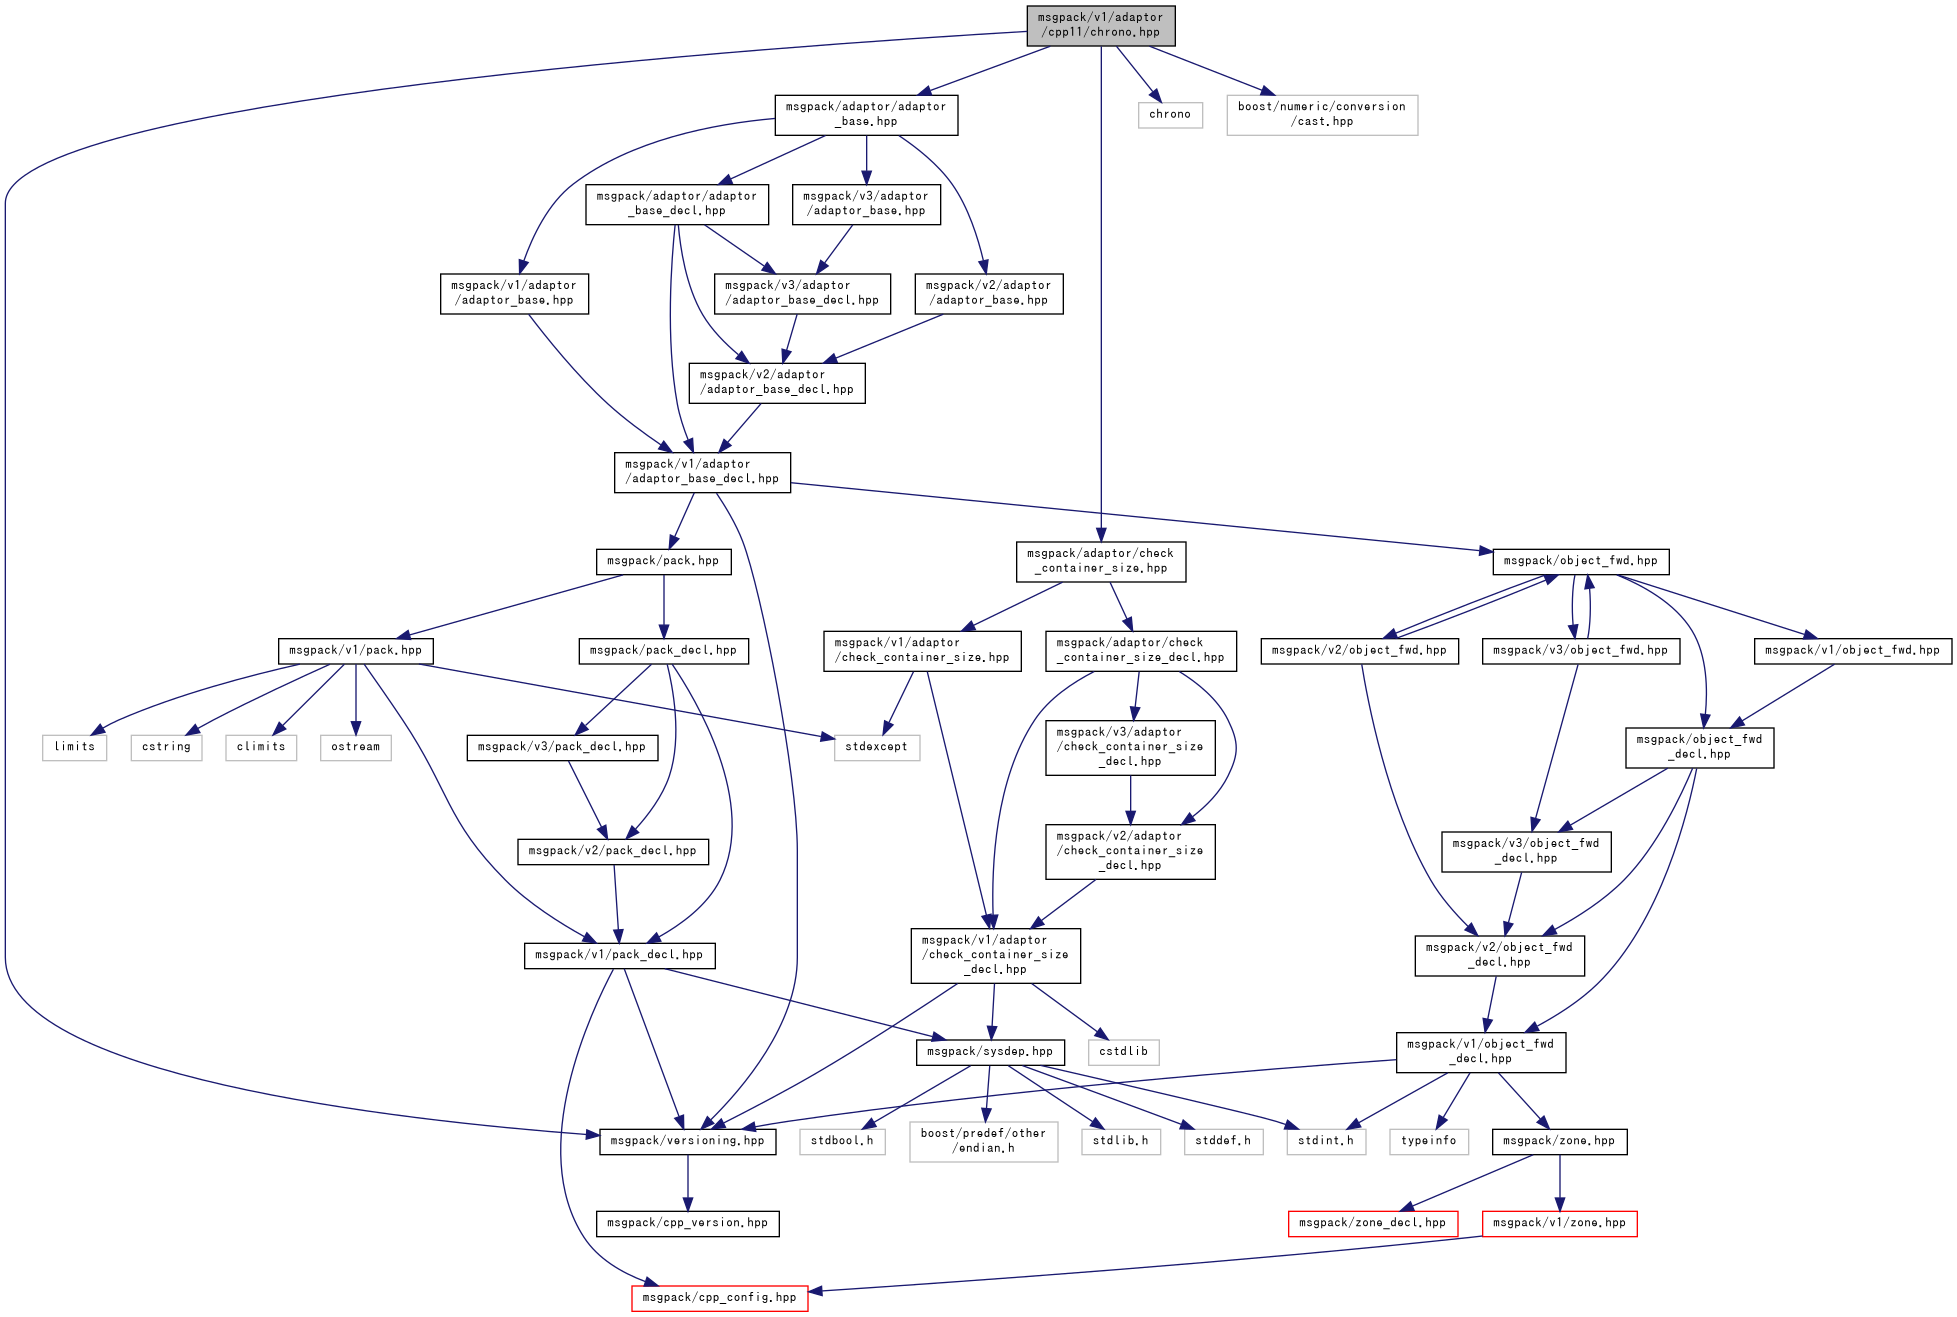 msgpack/v1/adaptor
/cpp11/chrono.hpp
msgpack/adaptor/adaptor
_base.hpp
chrono
boost/numeric/conversion
/cast.hpp
msgpack/adaptor/adaptor
_base_decl.hpp
msgpack/v3/adaptor
/adaptor_base.hpp
msgpack/v1/adaptor
/adaptor_base.hpp
msgpack/v3/adaptor
/adaptor_base_decl.hpp
msgpack/v2/adaptor
/adaptor_base.hpp
msgpack/v2/adaptor
/adaptor_base_decl.hpp
msgpack/v1/adaptor
/adaptor_base_decl.hpp
msgpack/pack.hpp
msgpack/adaptor/check
_container_size.hpp
msgpack/object_fwd.hpp
msgpack/v1/pack.hpp
msgpack/pack_decl.hpp
msgpack/v1/adaptor
/check_container_size.hpp
msgpack/adaptor/check
_container_size_decl.hpp
msgpack/v2/object_fwd.hpp
msgpack/v3/object_fwd.hpp
msgpack/v1/object_fwd.hpp
limits
cstring
climits
ostream
msgpack/v3/pack_decl.hpp
stdexcept
msgpack/v3/adaptor
/check_container_size
_decl.hpp
msgpack/object_fwd
_decl.hpp
msgpack/v2/pack_decl.hpp
msgpack/v2/adaptor
/check_container_size
_decl.hpp
msgpack/v3/object_fwd
_decl.hpp
msgpack/v1/pack_decl.hpp
msgpack/v1/adaptor
/check_container_size
_decl.hpp
msgpack/v2/object_fwd
_decl.hpp
msgpack/sysdep.hpp
cstdlib
msgpack/v1/object_fwd
_decl.hpp
msgpack/versioning.hpp
stdbool.h
boost/predef/other
/endian.h
stdlib.h
stddef.h
stdint.h
typeinfo
msgpack/zone.hpp
msgpack/cpp_version.hpp
msgpack/zone_decl.hpp
msgpack/v1/zone.hpp
msgpack/cpp_config.hpp